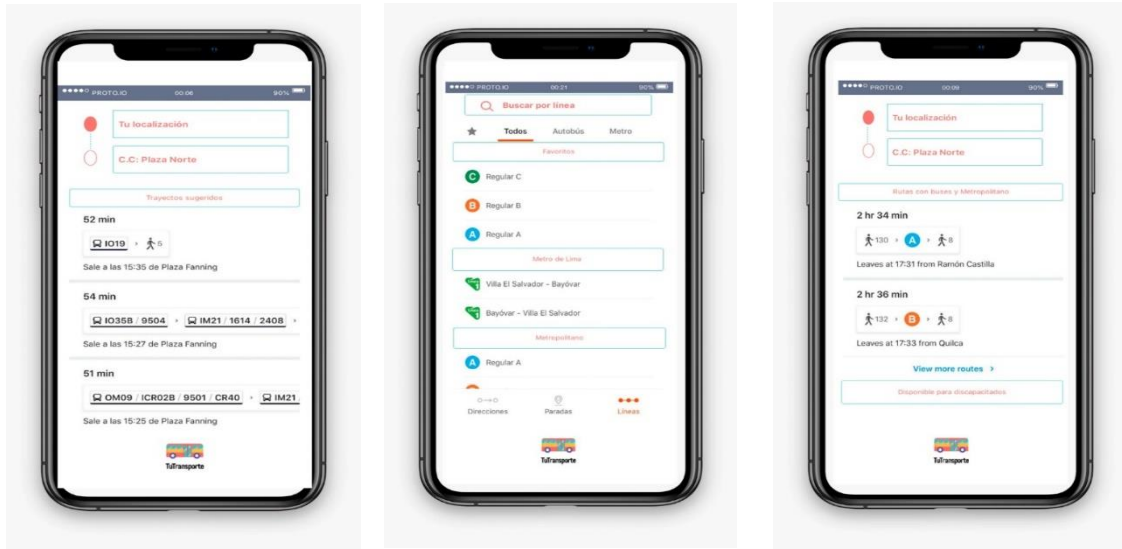 PROTO.IO 00:06 90%
Tu localización
C.C: Plaza Norte
Trayectos sugeridos
52 min
IO19 › 5
Sale a las 15:35 de Plaza Fanning
54 min
IO35B / 9504 › IM21 / 1614 / 2408 ›
Sale a las 15:27 de Plaza Fanning
51 min
OM09 / ICR02B / 9501 / CR40 › IM21
Sale a las 15:25 de Plaza Fanning
TuTransporte
PROTO.IO 00:21 90%
Buscar por línea
Todos Autobús Metro
Favoritos
C Regular C
B Regular B
A Regular A
Metro de Lima
Villa El Salvador - Bayóvar
Bayóvar - Villa El Salvador
Metropolitano
A Regular A
Direcciones Paradas Líneas
TuTransporte
PROTO.IO 00:09 90%
Tu localización
C.C: Plaza Norte
Rutas con buses y Metropolitano
2 hr 34 min
130 › A › 8
Leaves at 17:31 from Ramón Castilla
2 hr 36 min
132 › B › 8
Leaves at 17:33 from Quilca
View more routes ›
Disponible para discapacitados
TuTransporte